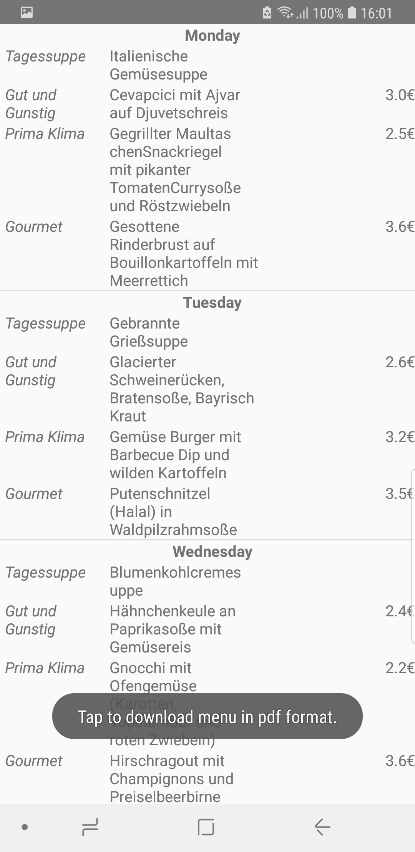 100% 16:01
Monday
Tagessuppe Italienische
Gemüsesuppe
Gut und Cevapcici mit Ajvar 3.0€
Gunstig auf Djuvetschreis
Prima Klima Gegrillter Maultas 2.5€
chenSnackriegel
mit pikanter
TomatenCurrysoße
und Röstzwiebeln
Gourmet Gesottene 3.6€
Rinderbrust auf
Bouillonkartoffeln mit
Meerrettich
Tuesday
Tagessuppe Gebrannte
Grießsuppe
Gut und Glacierter 2.6€
Gunstig Schweinerücken,
Bratensoße, Bayrisch
Kraut
Prima Klima Gemüse Burger mit 3.2€
Barbecue Dip und
wilden Kartoffeln
Gourmet Putenschnitzel 3.5€
(Halal) in
Waldpilzrahmsoße
Wednesday
Tagessuppe Blumenkohlcremes
uppe
Gut und Hähnchenkeule an 2.4€
Gunstig Paprikasoße mit
Gemüsereis
Prima Klima Gnocchi mit 2.2€
Ofengemüse
(Karotten,
Tap to download menu in pdf format.
roten Zwiebeln)
Gourmet Hirschragout mit 3.6€
Champignons und
Preiselbeerbirne